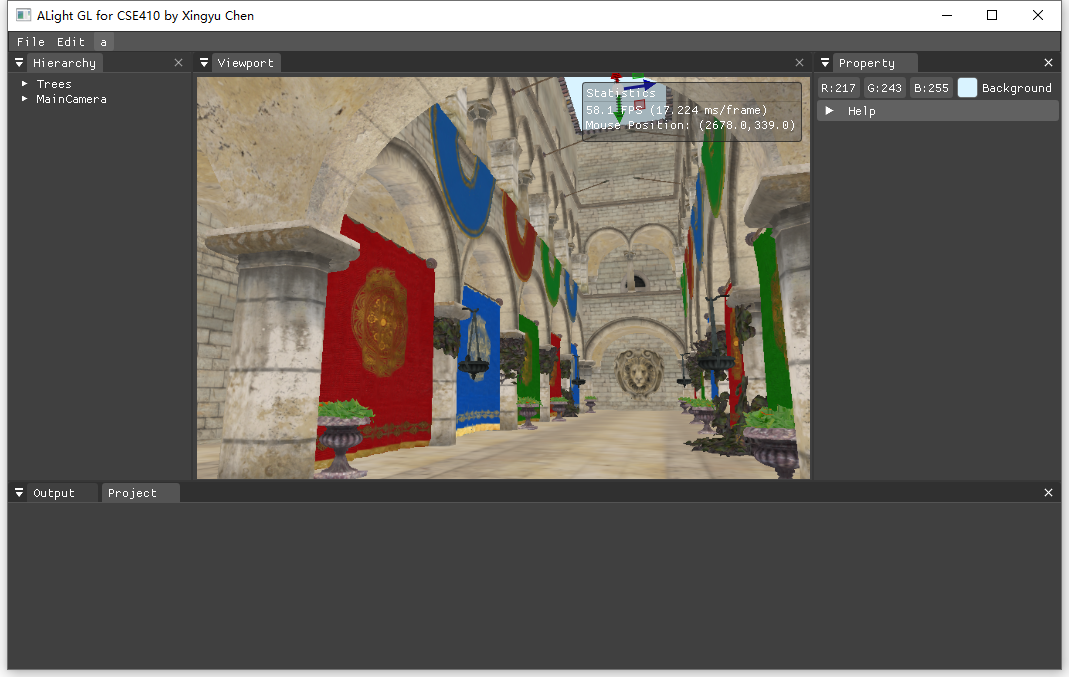 ALight GL for CSE410 by Xingyu Chen
File Edit a
Hierarchy
Trees
MainCamera
Viewport
Statistics
58.1 FPS (17.224 ms/frame)
Mouse Position: (2678.0,339.0)
Property
R:217 G:243 B:255 Background
Help
Output Project